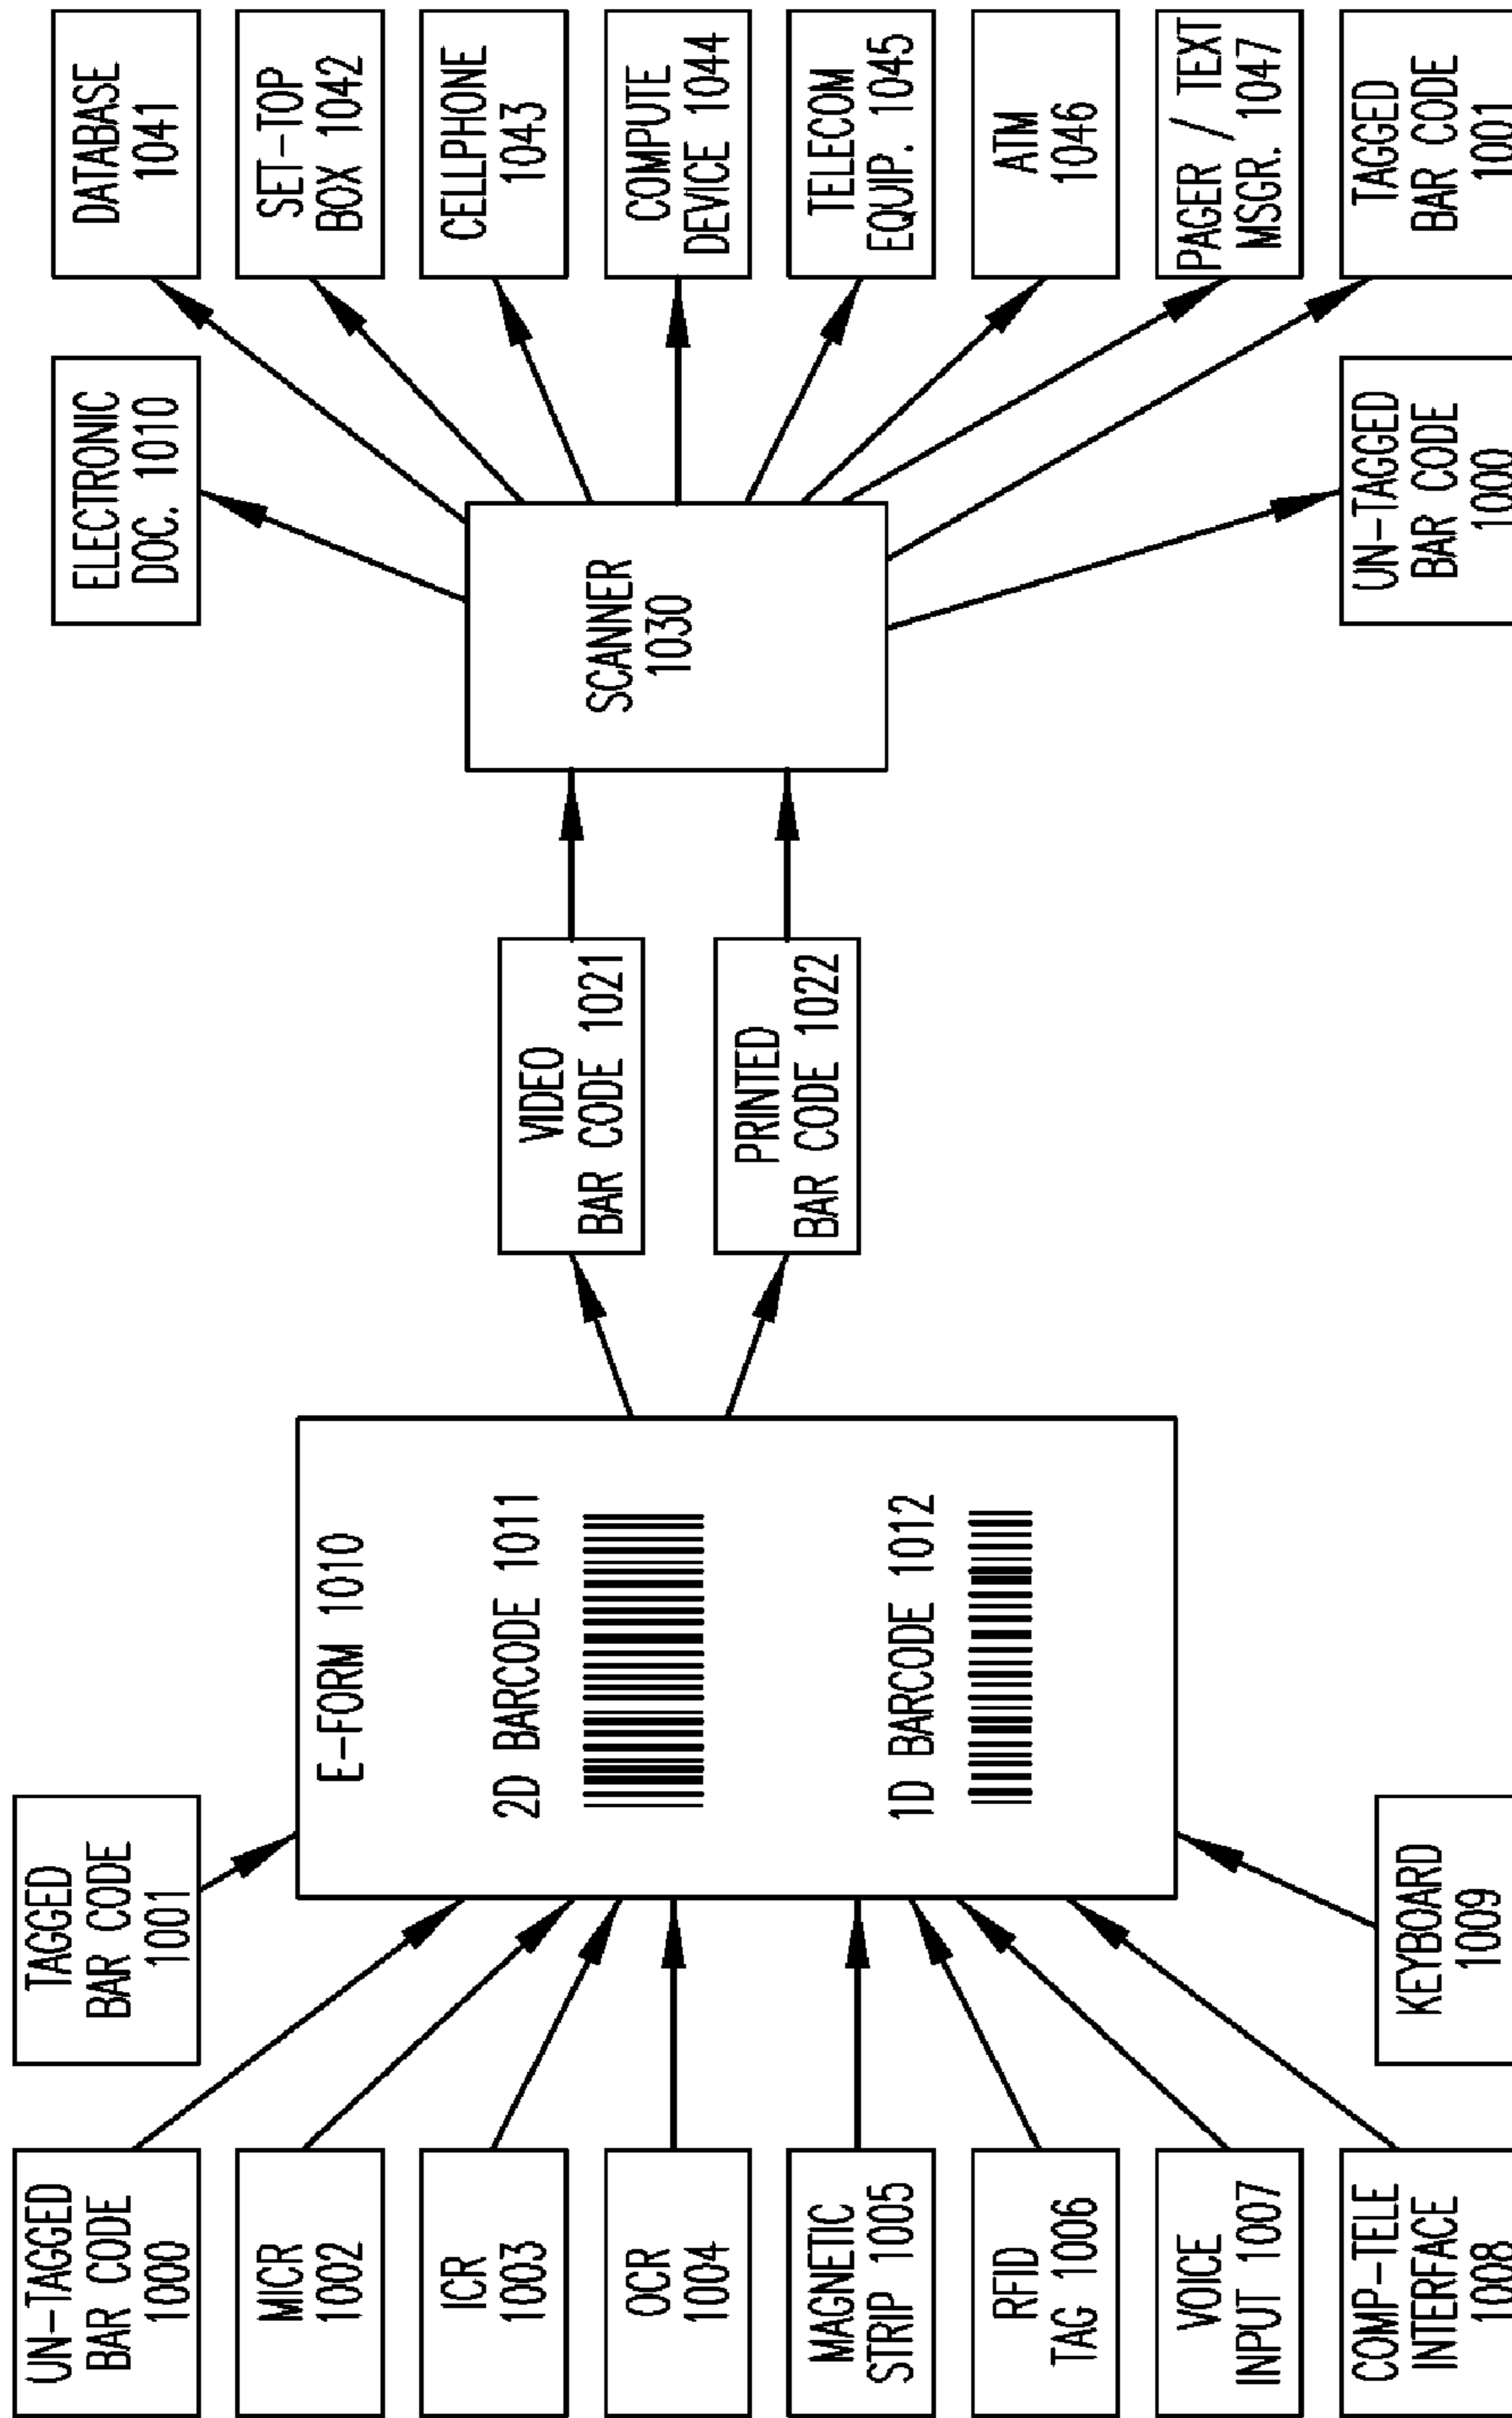 UN-TAGGED
BAR CODE
1000
TAGGED
BAR CODE
1001
MICR
1002
ICR
1003
OCR
1004
MAGNETIC
STRIP 1005
RFID
TAG 1006
VOICE
INPUT 1007
COMP-TELE
INTERFACE
1008
KEYBOARD
1009
E-FORM 1010
2D BARCODE 1011
1D BARCODE 1012
VIDEO
BAR CODE 1021
PRINTED
BAR CODE 1022
SCANNER
1030
ELECTRONIC
DOC. 1010
DATABASE
1041
SET-TOP
BOX 1042
CELLPHONE
1043
COMPUTE
DEVICE 1044
TELECOM
EQUIP. 1045
ATM
1046
PAGER / TEXT
MSGR. 1047
TAGGED
BAR CODE
1001
UN-TAGGED
BAR CODE
1000